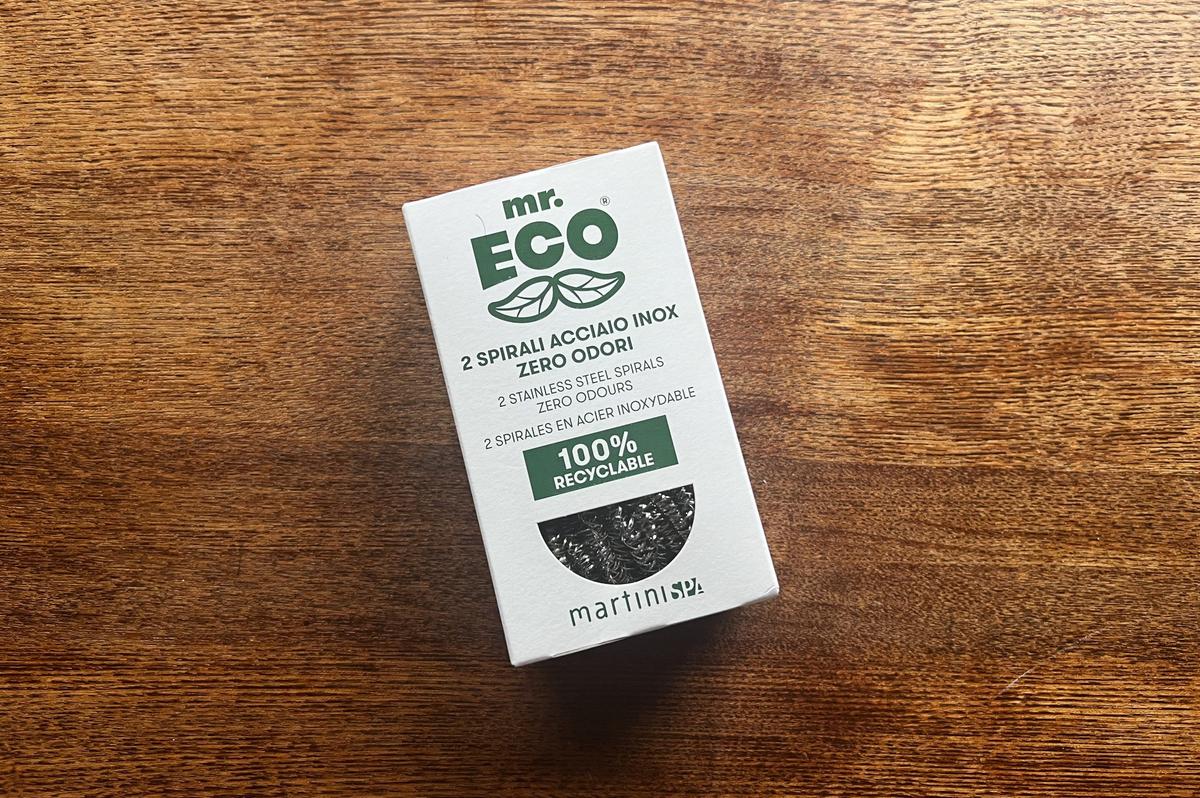 mr.
ECO®
2 SPIRALI ACCIAIO INOX
ZERO ODORI
2 STAINLESS STEEL SPIRALS
ZERO ODOURS
2 SPIRALES EN ACIER INOXYDABLE
100%
RECYCLABLE
martiniSPA